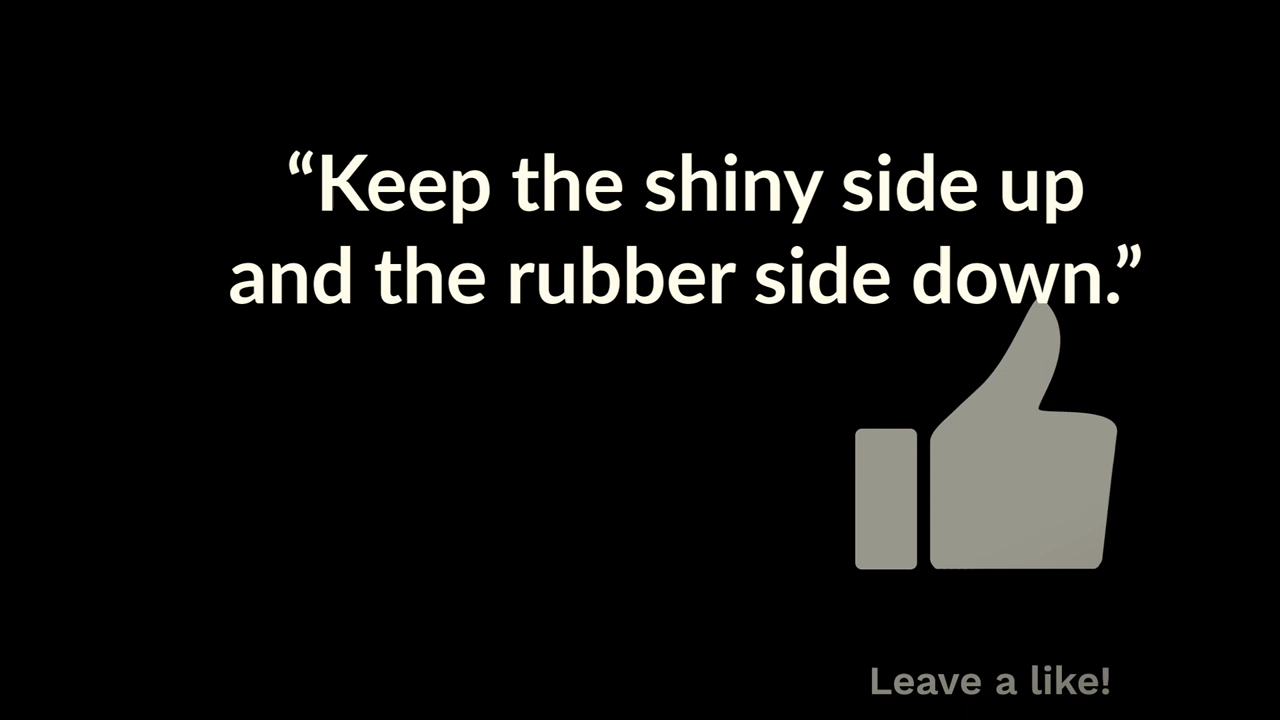 “Keep the shiny side up
and the rubber side down.”
Leave a like!